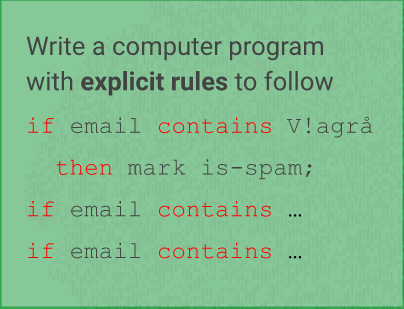 Write a computer program
with explicit rules to follow
if email contains V!agrå
then mark is-spam;
if email contains …
if email contains …